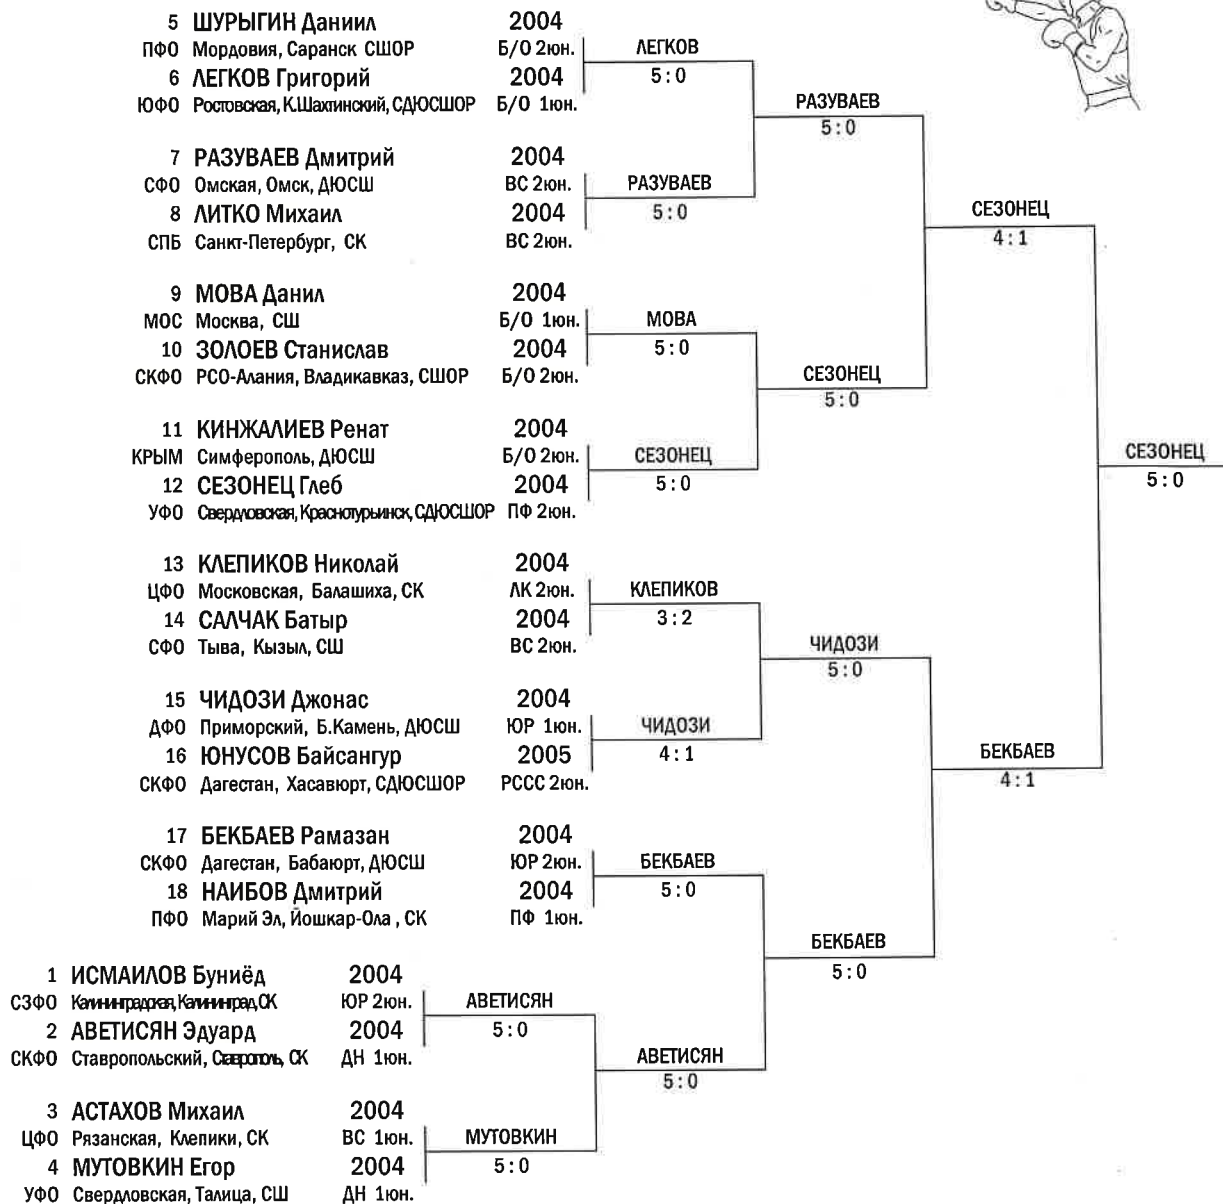 5 ШУРЫГИН Даниил 2004
ПФО Мордовия, Саранск СШОР Б/О 2юн.
ЛЕГКОВ
5:0
6 ЛЕГКОВ Григорий 2004
ЮФО Ростовская, К.Шахтинский, СДЮСШОР Б/О 1юн.
РАЗУВАЕВ
5:0
7 РАЗУВАЕВ Дмитрий 2004
СФО Омская, Омск, ДЮСШ ВС 2юн.
РАЗУВАЕВ
5:0
8 ЛИТКО Михаил 2004
СПБ Санкт-Петербург, СК ВС 2юн.
СЕЗОНЕЦ
4:1
9 МОВА Данил 2004
МОС Москва, СШ Б/О 1юн.
МОВА
5:0
10 ЗОЛОЕВ Станислав 2004
СКФО РСО-Алания, Владикавказ, СШОР Б/О 2юн.
СЕЗОНЕЦ
5:0
11 КИНЖАЛИЕВ Ренат 2004
КРЫМ Симферополь, ДЮСШ Б/О 2юн.
СЕЗОНЕЦ
5:0
12 СЕЗОНЕЦ Глеб 2004
УФО Свердловская, Краснотурьинск, СДЮСШОР ПФ 2юн.
СЕЗОНЕЦ
5:0
13 КЛЕПИКОВ Николай 2004
ЦФО Московская, Балашиха, СК ЛК 2юн.
КЛЕПИКОВ
3:2
14 САЛЧАК Батыр 2004
СФО Тыва, Кызыл, СШ ВС 2юн.
ЧИДОЗИ
5:0
15 ЧИДОЗИ Джонас 2004
ДФО Приморский, Б.Камень, ДЮСШ ЮР 1юн.
ЧИДОЗИ
4:1
16 ЮНУСОВ Байсангур 2005
СКФО Дагестан, Хасавюрт, СДЮСШОР РССС 2юн.
БЕКБАЕВ
4:1
17 БЕКБАЕВ Рамазан 2004
СКФО Дагестан, Бабаюрт, ДЮСШ ЮР 2юн.
БЕКБАЕВ
5:0
18 НАИБОВ Дмитрий 2004
ПФО Марий Эл, Йошкар-Ола , СК ПФ 1юн.
БЕКБАЕВ
5:0
1 ИСМАИЛОВ Буниёд 2004
СЗФО Калининградская, Калининград, СК ЮР 2юн.
АВЕТИСЯН
5:0
2 АВЕТИСЯН Эдуард 2004
СКФО Ставропольский, Ставрополь, СК ДН 1юн.
АВЕТИСЯН
5:0
3 АСТАХОВ Михаил 2004
ЦФО Рязанская, Клепики, СК ВС 1юн.
МУТОВКИН
5:0
4 МУТОВКИН Егор 2004
УФО Свердловская, Талица, СШ ДН 1юн.